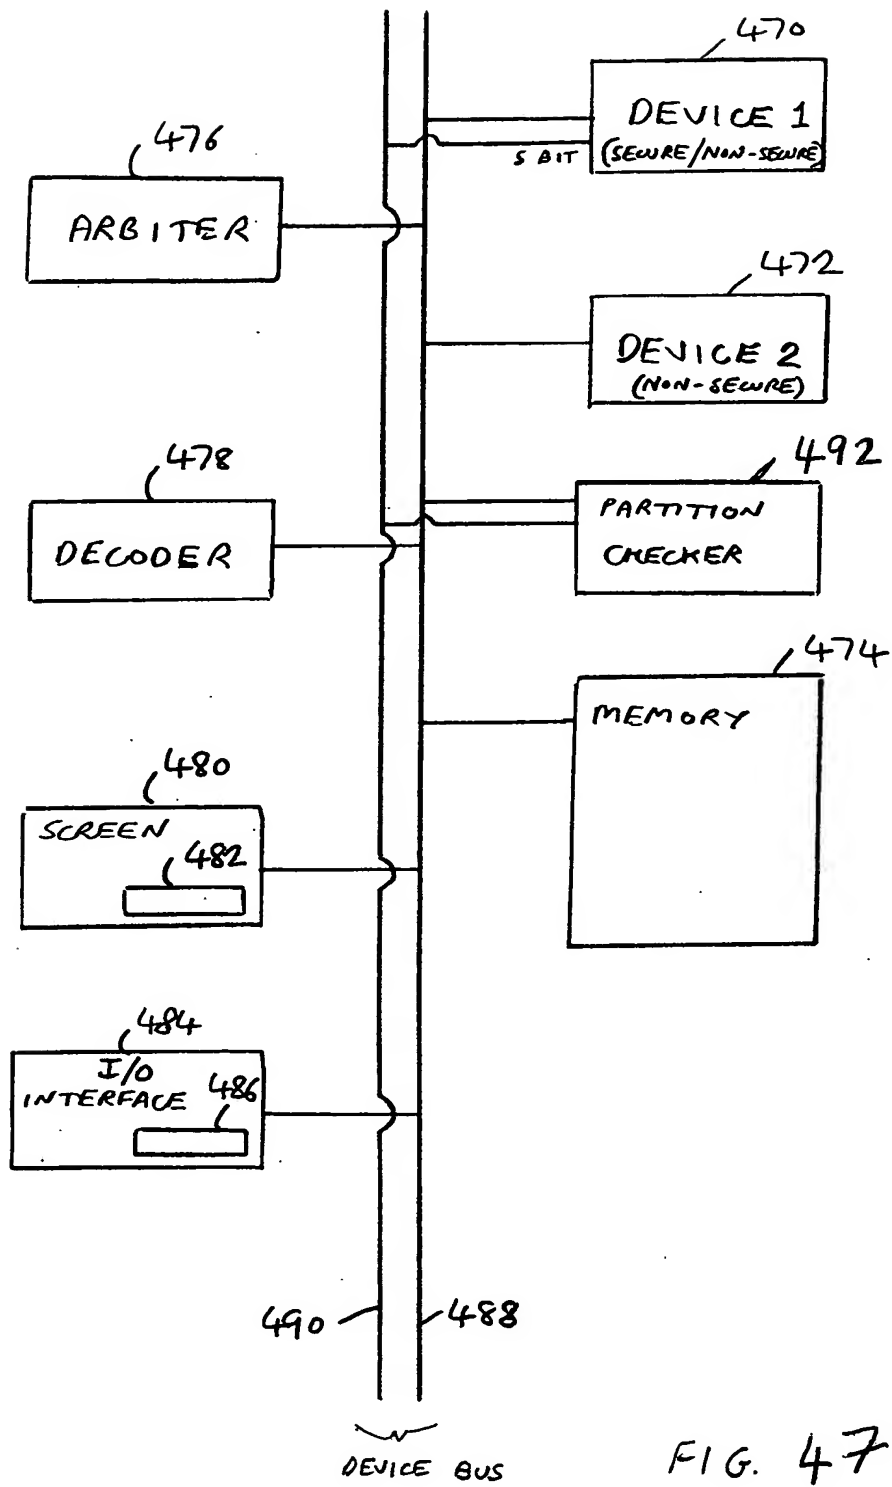 470
DEVICE 1
(SECURE/NON-SECURE)
S BIT
476
ARBITER
472
DEVICE 2
(NON-SECURE)
492
PARTITION
CHECKER
478
DECODER
474
MEMORY
480
SCREEN
482
484
I/O
INTERFACE
486
490
488
DEVICE BUS
FIG. 47